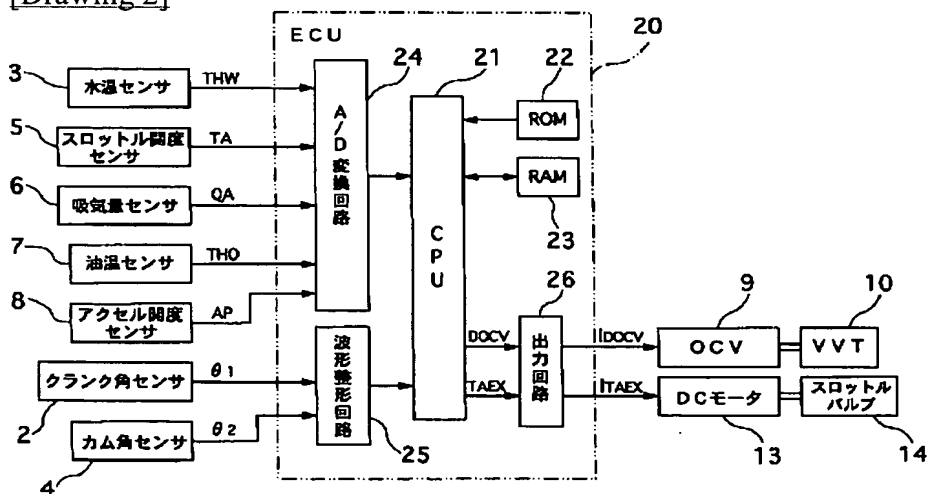 [Drawing 2]
ECU
20
3
水温センサ
THW
24
21
22
A/D変換回路
ROM
5
スロットル開度
センサ
TA
6
吸気量センサ
QA
CPU
RAM
23
7
油温センサ
THO
26
8
アクセル開度
センサ
AP
9
10
DOCV
出力回路
IDOCV
OCV
VVT
波形整形回路
クランク角センサ
θ1
2
TAEX
ITAEX
DCモータ
スロットル
バルブ
カム角センサ
θ2
25
13
14
4